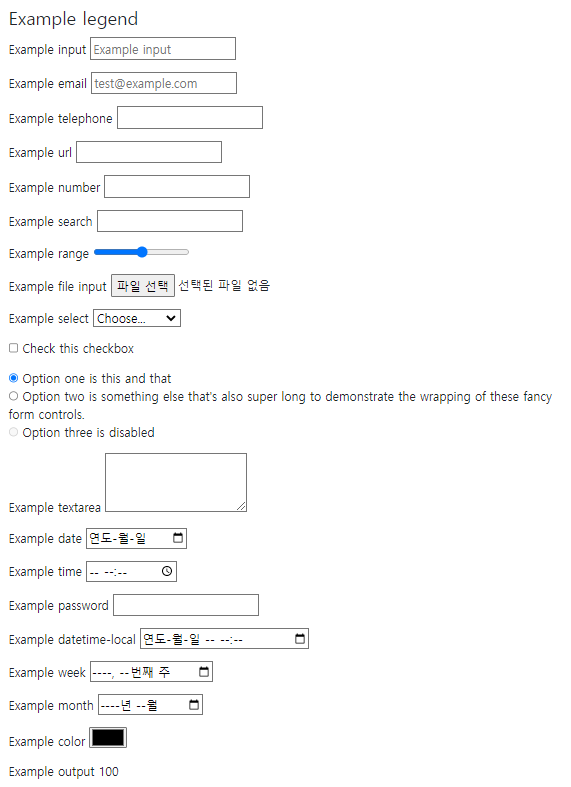 Example legend
Example input Example input
Example email test@example.com
Example telephone
Example url
Example number
Example search
Example range
Example file input 파일 선택 선택된 파일 없음
Example select Choose...
Check this checkbox
Option one is this and that
Option two is something else that's also super long to demonstrate the wrapping of these fancy
form controls.
Option three is disabled
Example textarea
Example date 연도-월-일
Example time -- --:--
Example password
Example datetime-local 연도-월-일 -- --:--
Example week ----, --번째 주
Example month ----년 --월
Example color
Example output 100